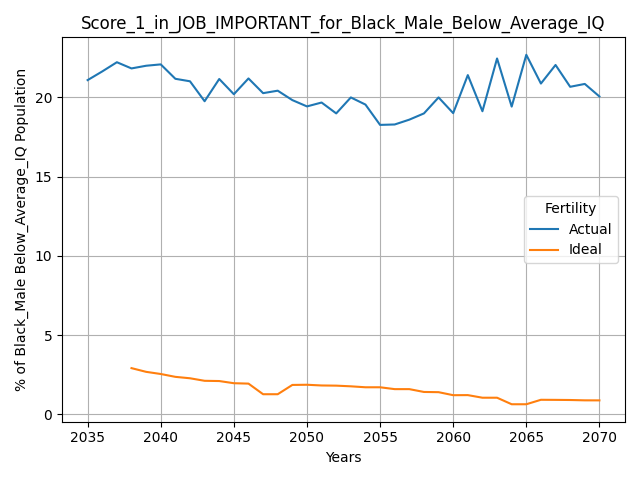 Score_1_in_JOB_IMPORTANT_for_Black_Male_Below_Average_IQ
% of Black_Male Below_Average_IQ Population
20
15
10
5
0
Fertility
Actual
Ideal
2035 2040 2045 2050 2055 2060 2065 2070
Years